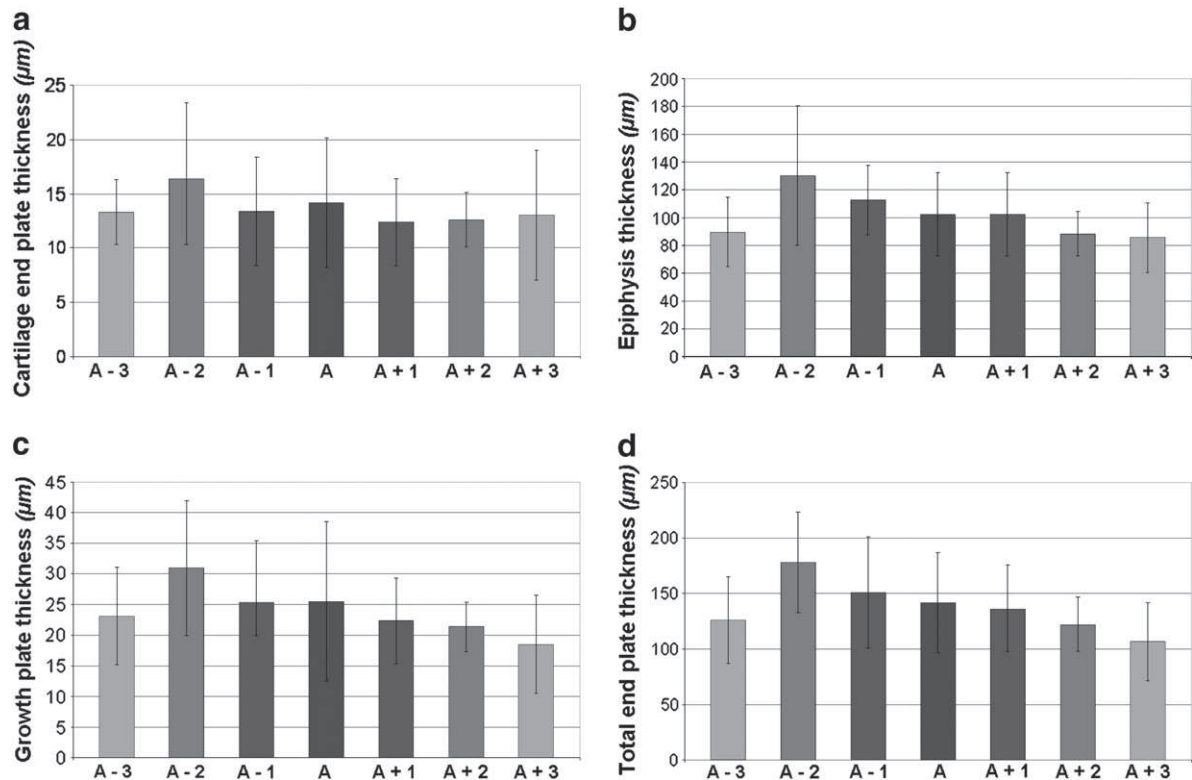 a
Cartilage end plate thickness (µm)
25
20
15
10
5
0
A - 3 A - 2 A - 1 A A + 1 A + 2 A + 3
b
Epiphysis thickness (µm)
200
180
160
140
120
100
80
60
40
20
0
A - 3 A - 2 A - 1 A A + 1 A + 2 A + 3
c
Growth plate thickness (µm)
45
40
35
30
25
20
15
10
5
0
A - 3 A - 2 A - 1 A A + 1 A + 2 A + 3
d
Total end plate thickness (µm)
250
200
150
100
50
0
A - 3 A - 2 A - 1 A A + 1 A + 2 A + 3